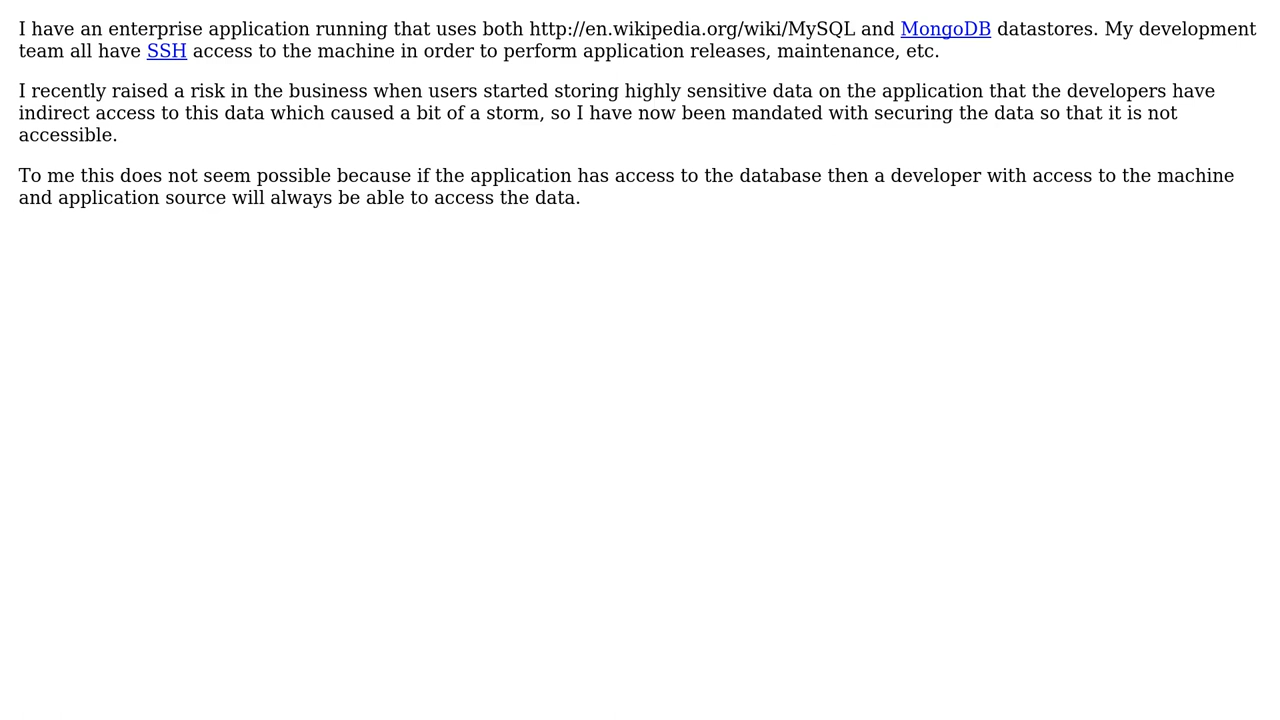 I have an enterprise application running that uses both http://en.wikipedia.org/wiki/MySQL and MongoDB datastores. My development
team all have SSH access to the machine in order to perform application releases, maintenance, etc.
I recently raised a risk in the business when users started storing highly sensitive data on the application that the developers have
indirect access to this data which caused a bit of a storm, so I have now been mandated with securing the data so that it is not
accessible.
To me this does not seem possible because if the application has access to the database then a developer with access to the machine
and application source will always be able to access the data.